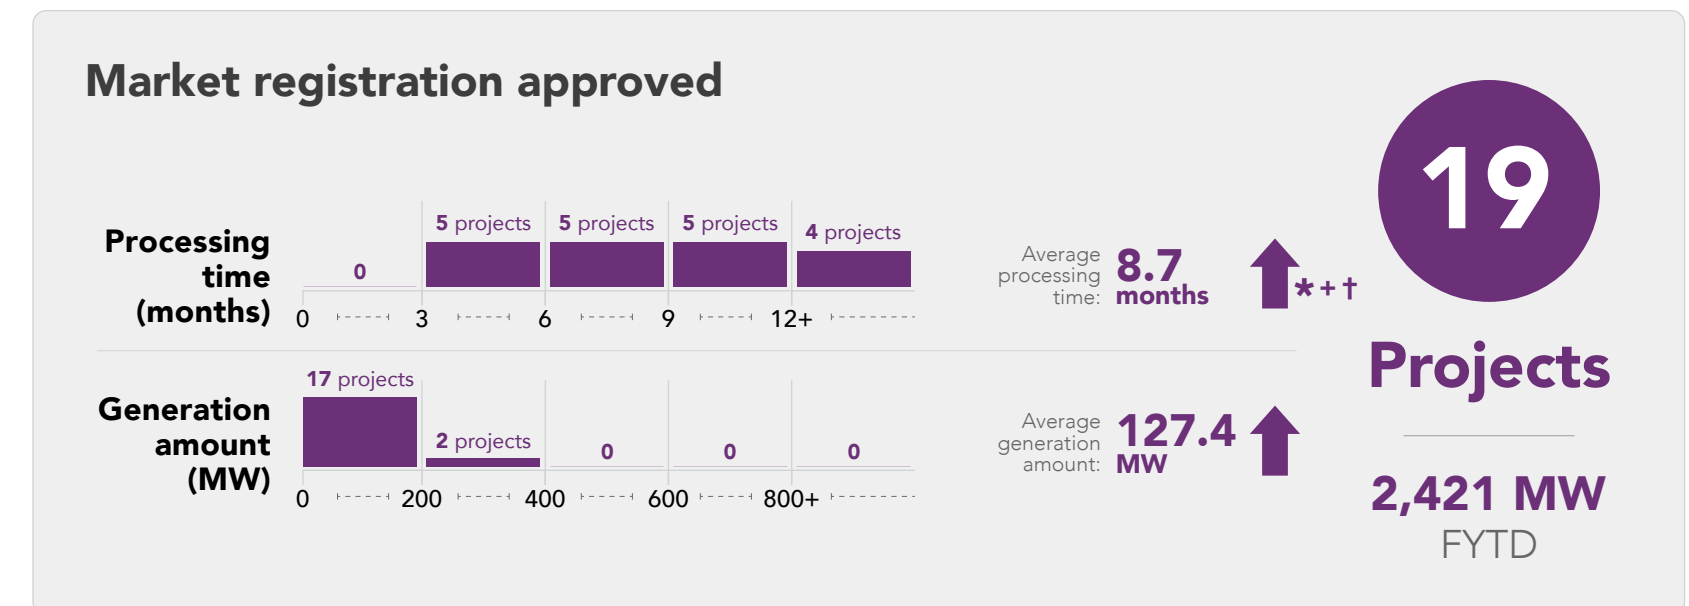 Market registration approved
19
Projects
2,421 MW
FYTD
Processing
time
(months)
0
5 projects
5 projects
5 projects
4 projects
0
3
6
9
12+
Average
processing
time:
8.7
months
*+†
Generation
amount
(MW)
17 projects
2 projects
0
0
0
0
200
400
600
800+
Average
generation
amount:
127.4
MW